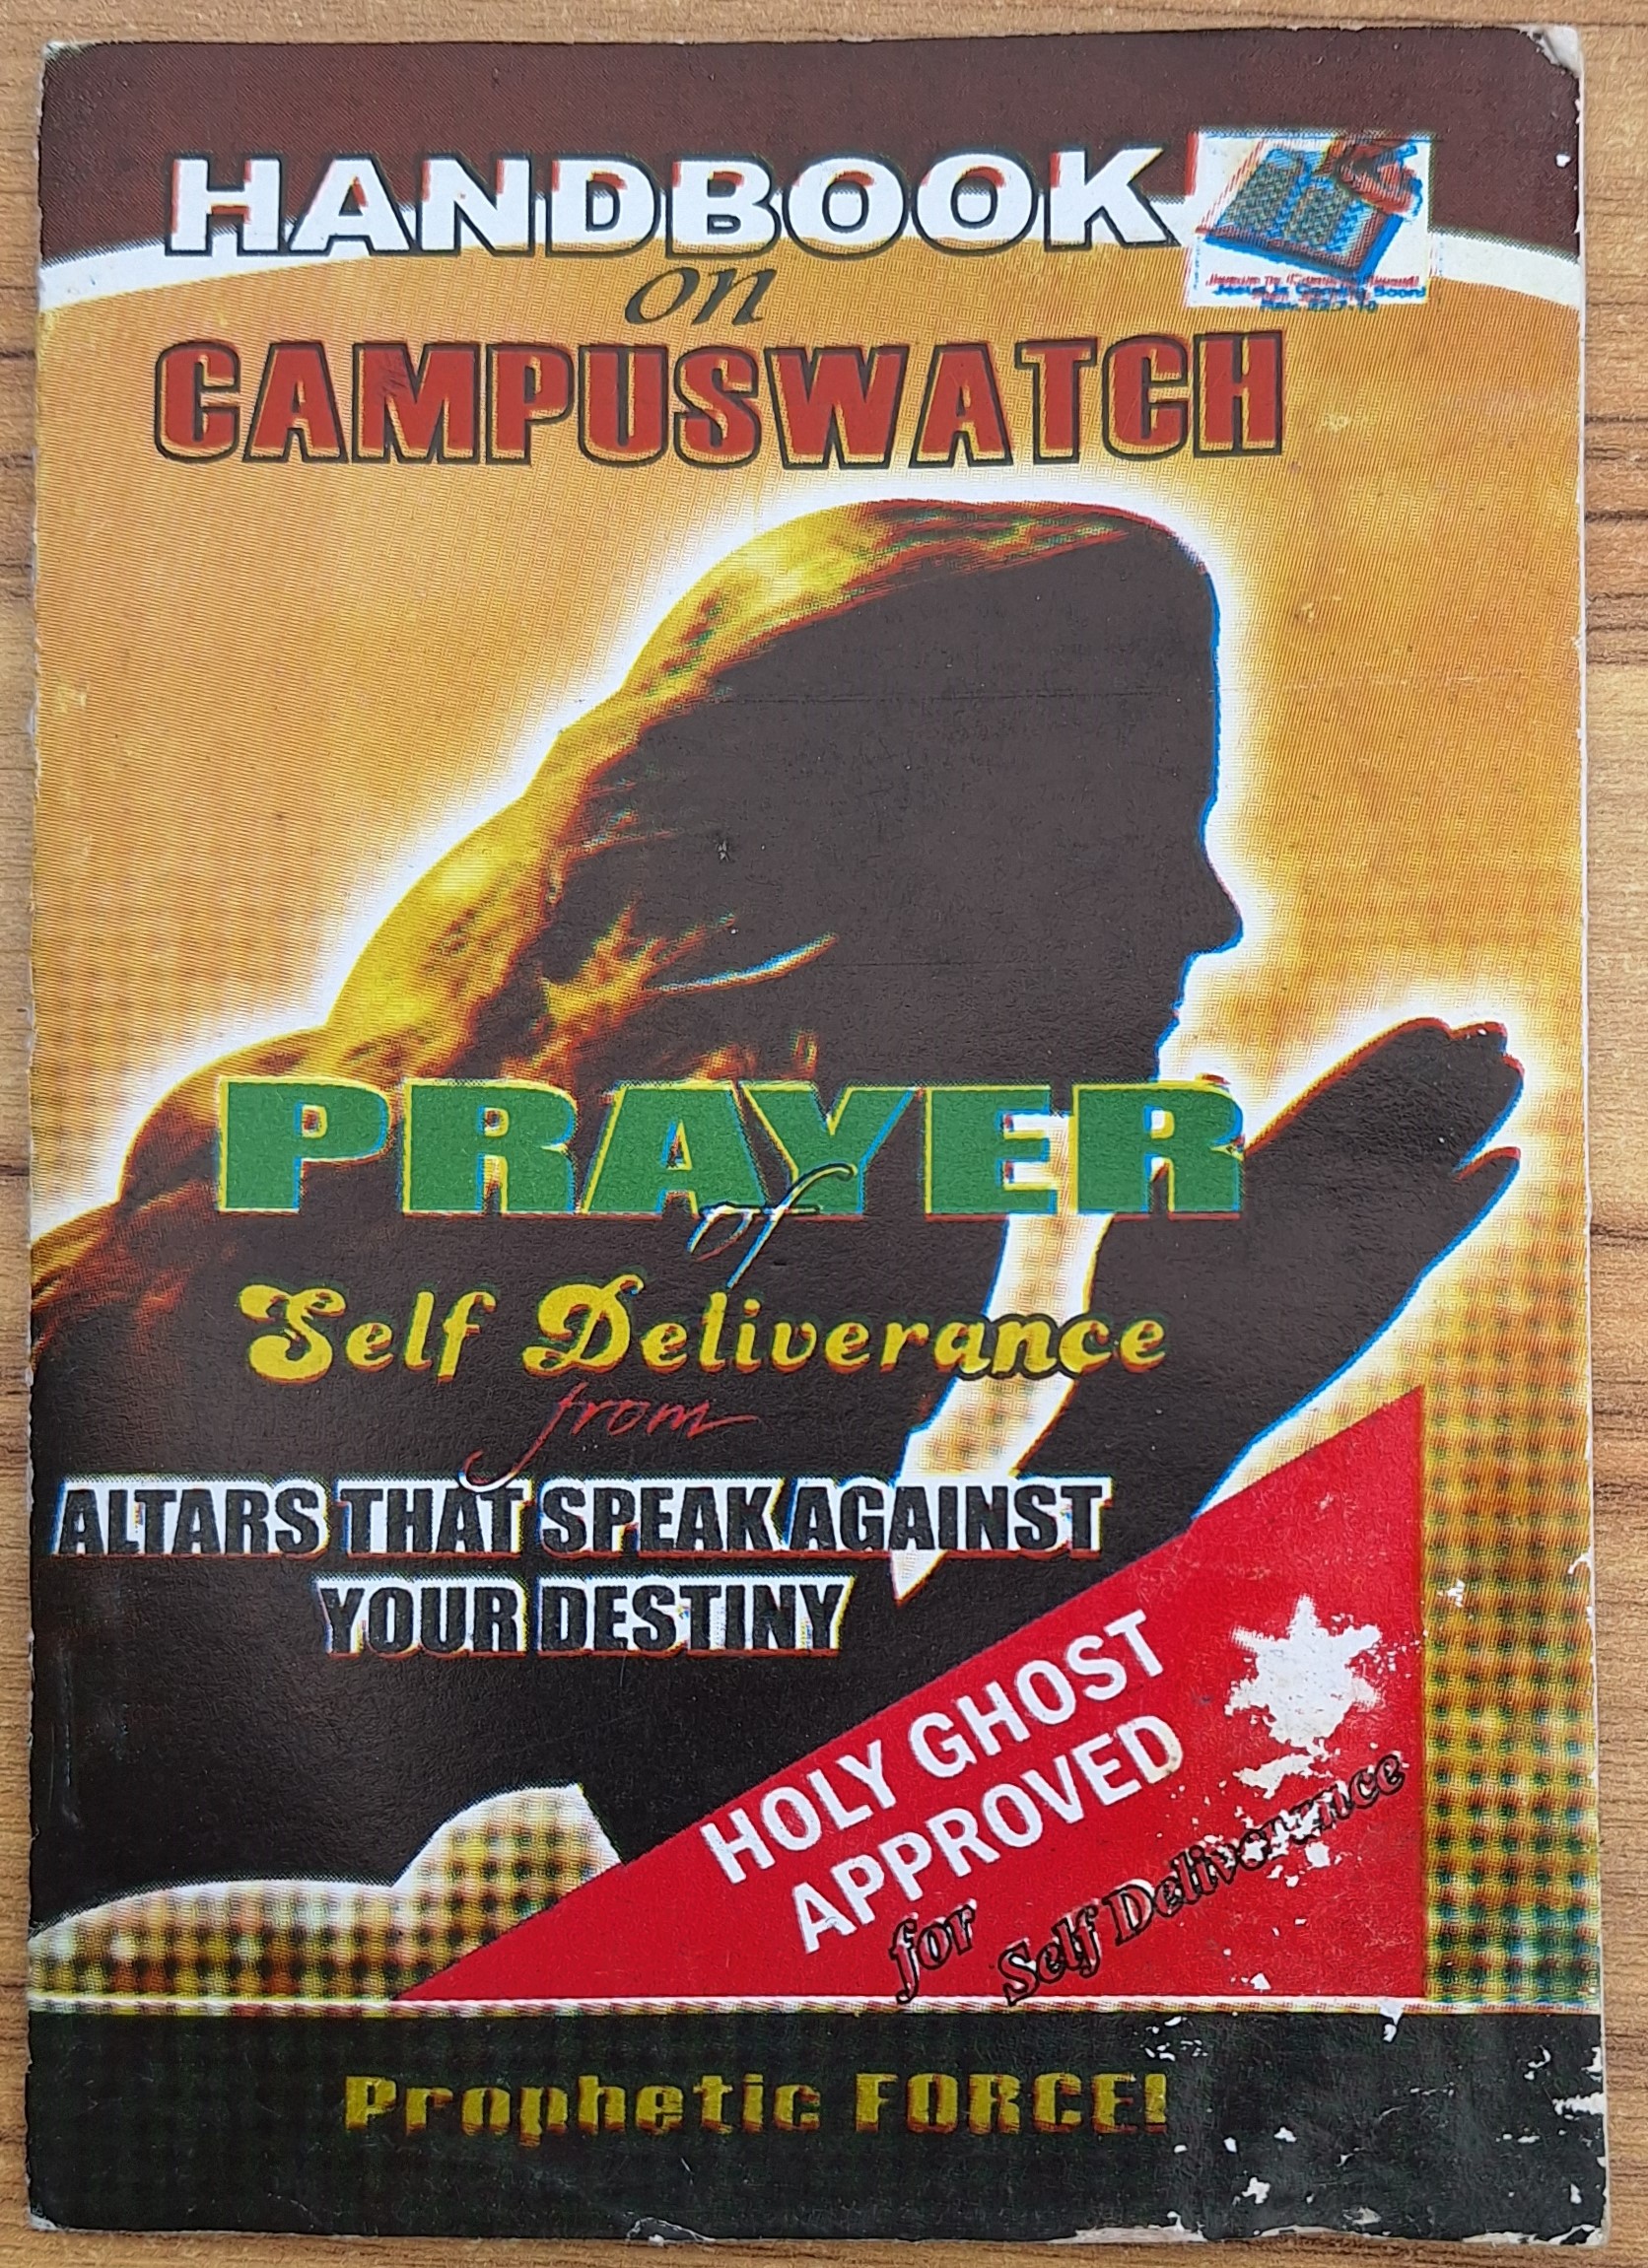 HANDBOOK
on
CAMPUSWATCH
PRAYER
of
Self Deliverance
from
ALTARS THAT SPEAK AGAINST
YOUR DESTINY
HOLY GHOST
APPROVED
for Self Deliverance
Prophetic FORCE!